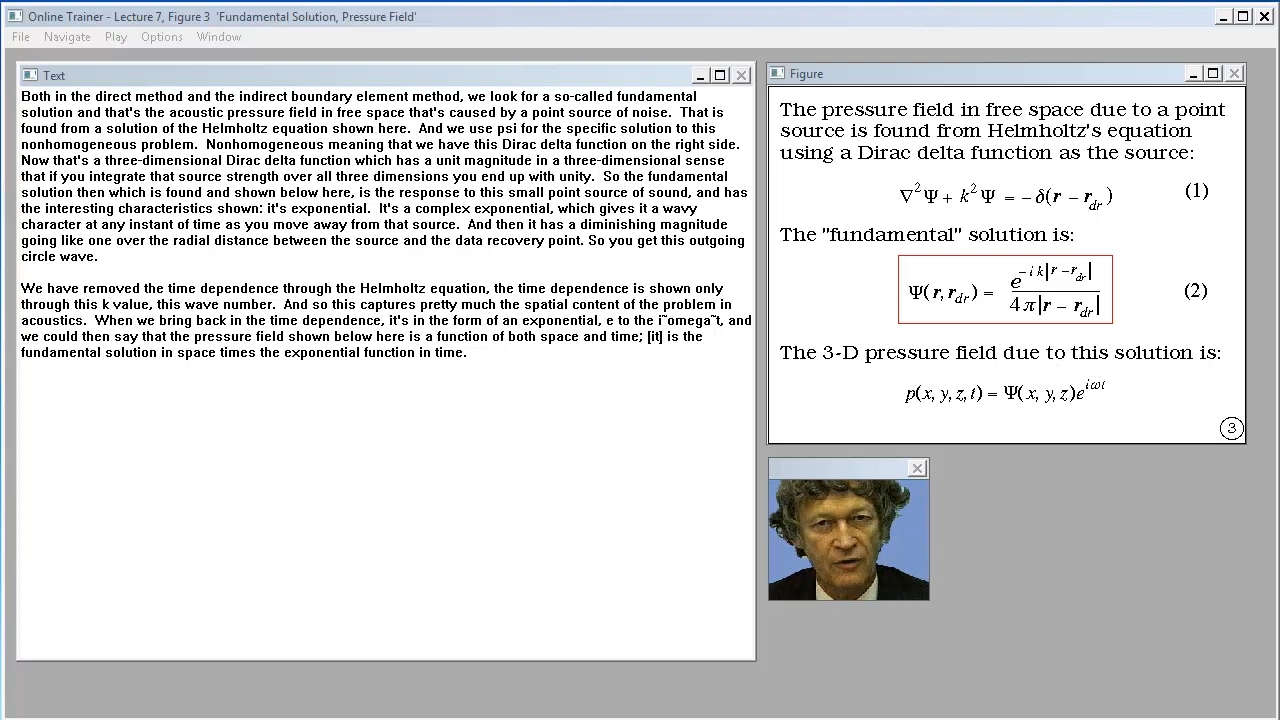 Online Trainer - Lecture 7, Figure 3 'Fundamental Solution, Pressure Field'
File Navigate Play Options Window
Text
Both in the direct method and the indirect boundary element method, we look for a so-called fundamental
solution and that's the acoustic pressure field in free space that's caused by a point source of noise. That is
found from a solution of the Helmholtz equation shown here. And we use psi for the specific solution to this
nonhomogeneous problem. Nonhomogeneous meaning that we have this Dirac delta function on the right side.
Now that's a three-dimensional Dirac delta function which has a unit magnitude in a three-dimensional sense
that if you integrate that source strength over all three dimensions you end up with unity. So the fundamental
solution then which is found and shown below here, is the response to this small point source of sound, and has
the interesting characteristics shown: it's exponential. It's a complex exponential, which gives it a wavy
character at any instant of time as you move away from that source. And then it has a diminishing magnitude
going like one over the radial distance between the source and the data recovery point. So you get this outgoing
circle wave.
We have removed the time dependence through the Helmholtz equation, the time dependence is shown only
through this k value, this wave number. And so this captures pretty much the spatial content of the problem in
acoustics. When we bring back in the time dependence, it's in the form of an exponential, e to the i~omega~t, and
we could then say that the pressure field shown below here is a function of both space and time; [it] is the
fundamental solution in space times the exponential function in time.
Figure
The pressure field in free space due to a point
source is found from Helmholtz's equation
using a Dirac delta function as the source:
∇²Ψ + k²Ψ = −δ(r − r_dr) (1)
The "fundamental" solution is:
Ψ(r, r_dr) = e^(−ik|r − r_dr|) / 4π|r − r_dr| (2)
The 3-D pressure field due to this solution is:
p(x, y, z, t) = Ψ(x, y, z)e^(iωt)
3